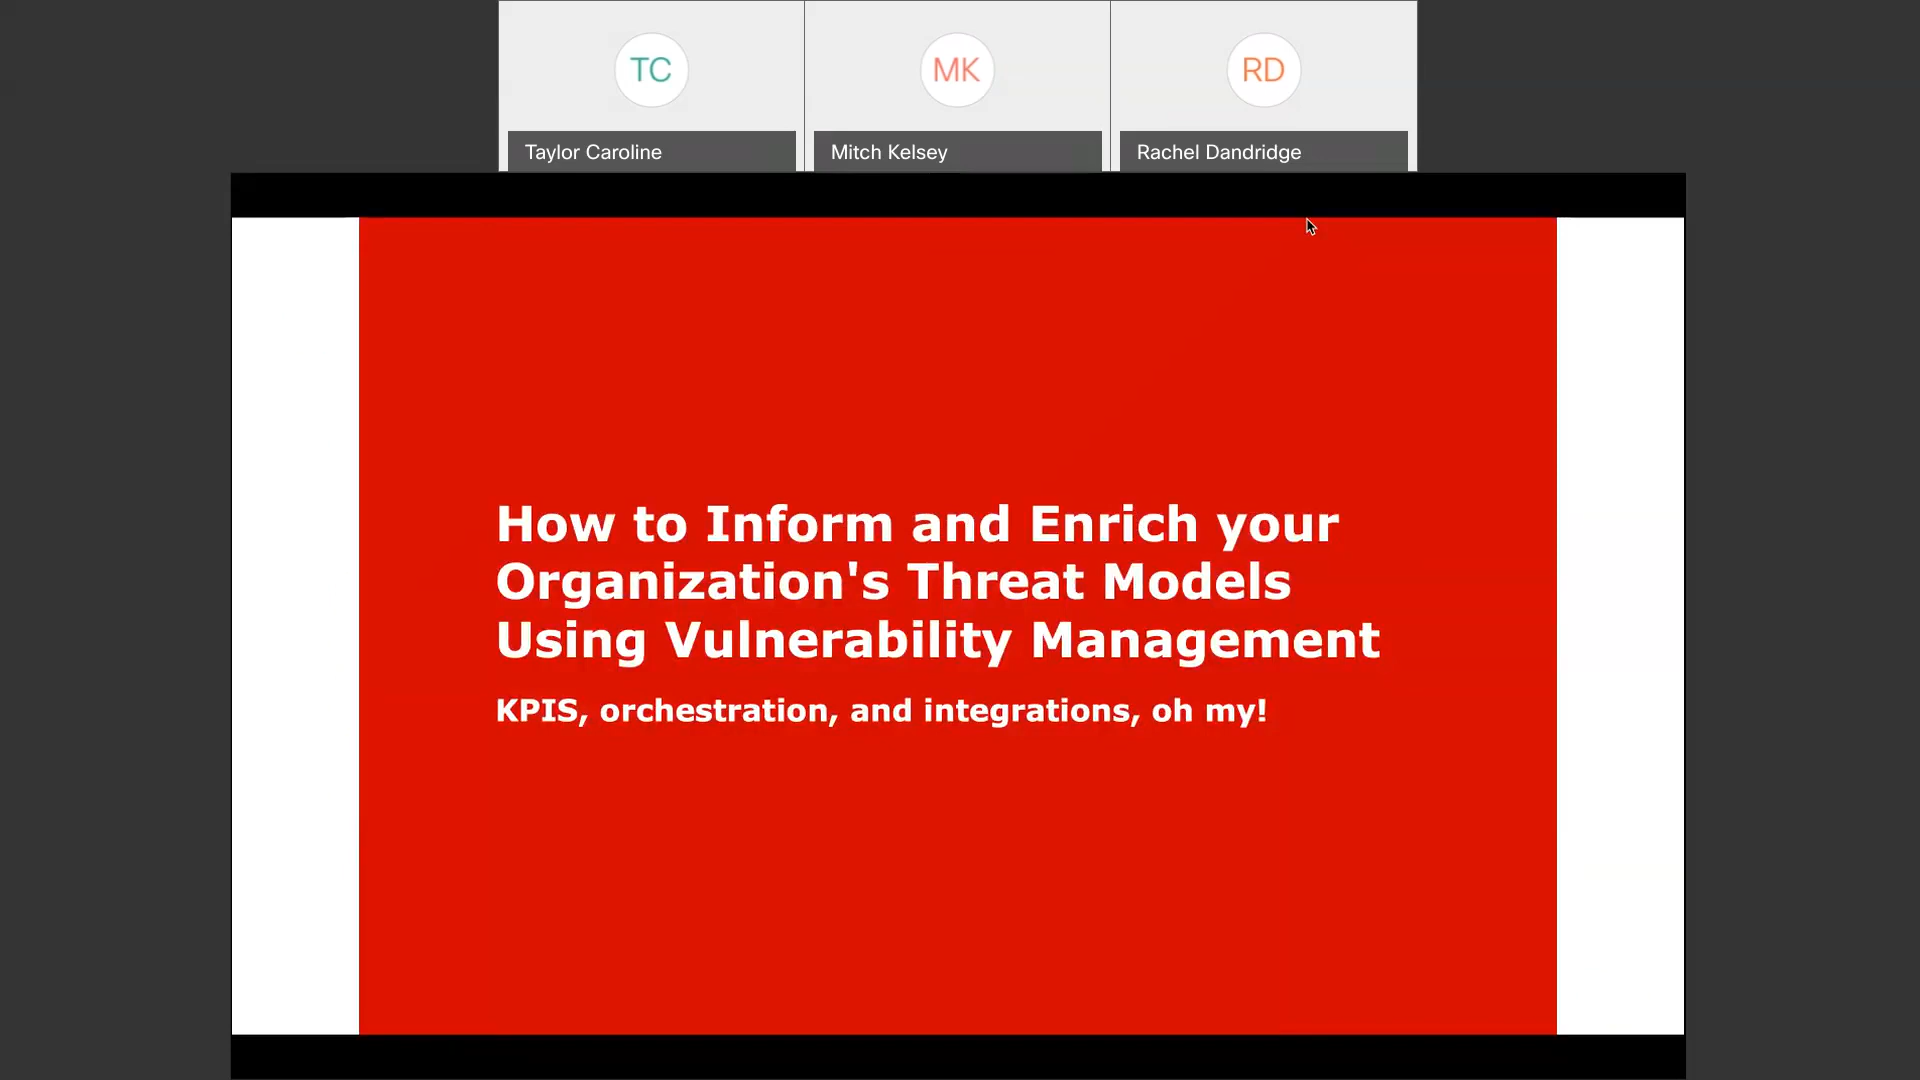 TC
MK
RD
Taylor Caroline
Mitch Kelsey
Rachel Dandridge
How to Inform and Enrich your
Organization's Threat Models
Using Vulnerability Management
KPIS, orchestration, and integrations, oh my!